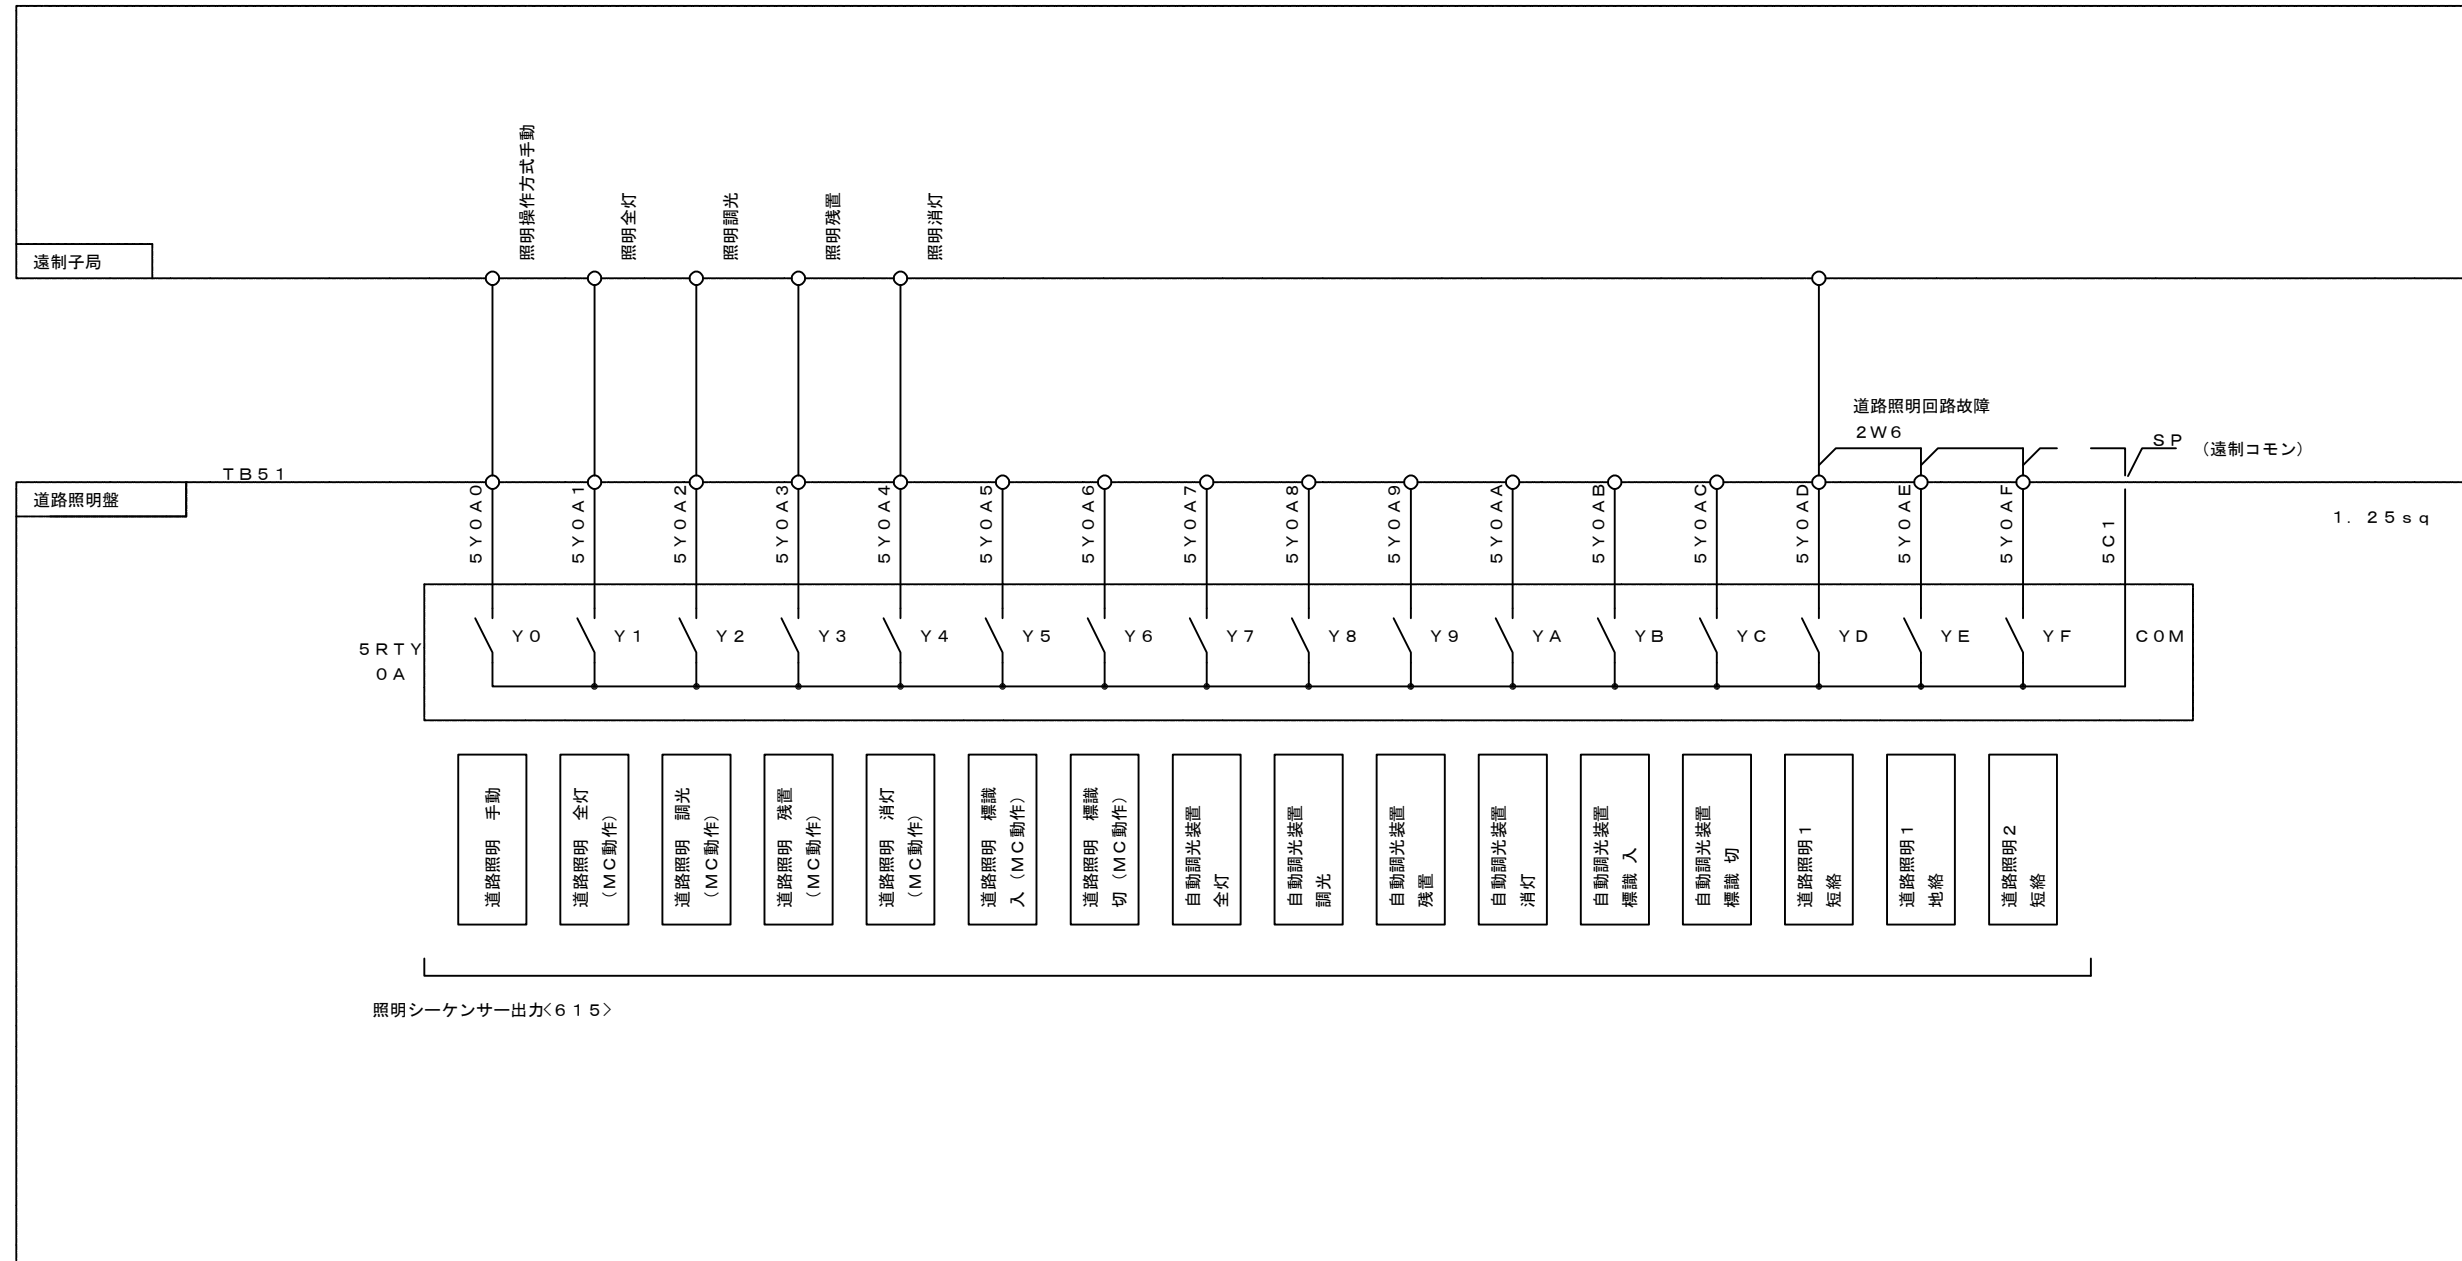 照明操作方式手動
照明全灯
照明調光
照明残置
照明消灯
遠制子局
道路照明回路故障
2W6
SP
(遠制コモン)
TB51
道路照明盤
5Y0A0
5Y0A1
5Y0A2
5Y0A3
5Y0A4
5Y0A5
5Y0A6
5Y0A7
5Y0A8
5Y0A9
5Y0AA
5Y0AB
5Y0AC
5Y0AD
5Y0AE
5Y0AF
5C1
1.25sq
5RTY
0A
Y0
Y1
Y2
Y3
Y4
Y5
Y6
Y7
Y8
Y9
YA
YB
YC
YD
YE
YF
COM
道路照明 手動
道路照明 全灯
(MC動作)
道路照明 調光
(MC動作)
道路照明 残置
(MC動作)
道路照明 消灯
(MC動作)
道路照明 標識
入(MC動作)
道路照明 標識
切(MC動作)
自動調光装置
全灯
自動調光装置
調光
自動調光装置
残置
自動調光装置
消灯
自動調光装置
標識 入
自動調光装置
標識 切
道路照明1
短絡
道路照明1
地絡
道路照明2
短絡
照明シーケンサー出力<615>